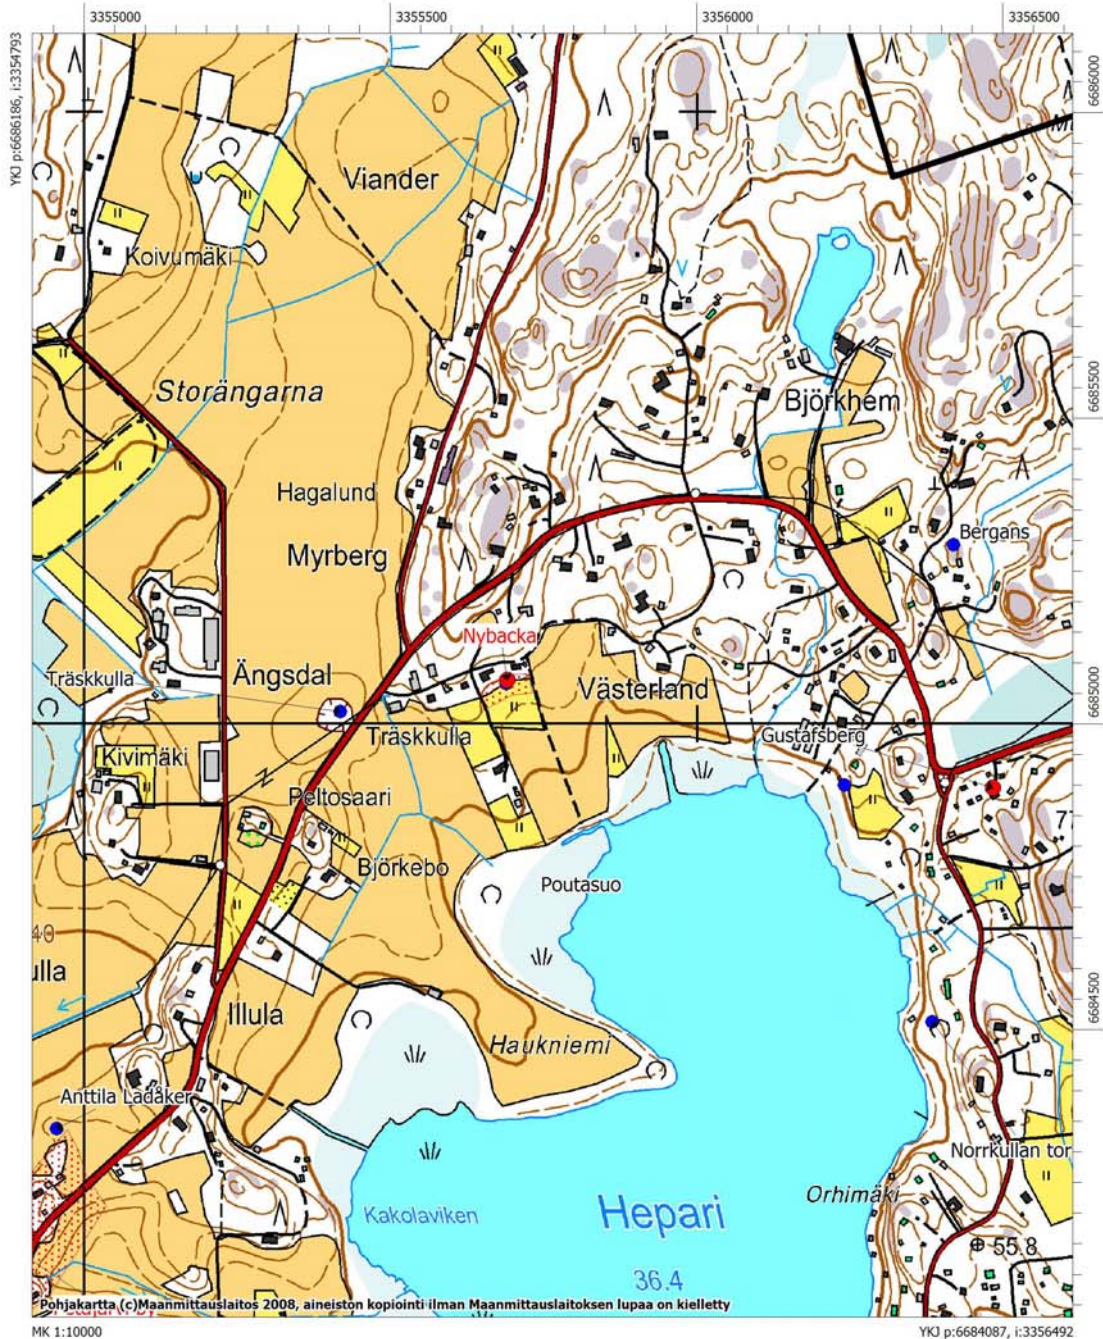 3355000
3355500
3356000
3356500
YKJ p:6686186, i:3354793
6686000
Viander
Koivumäki
Storängarna
6685500
Björkhem
Hagalund
Bergans
Myrberg
Nybacka
Träskkulla
Ängsdal
Västerland
6685000
Träskkulla
Gustafsberg
Kivimäki
Peltosaari
Björkebo
Poutasuo
40
ulla
6684500
Illula
Haukniemi
Anttila Ladåker
Norrkullan tor
Orhimäki
Kakolaviken
Hepari
55.8
36.4
Pohjakartta (c)Maanmittauslaitos 2008, aineiston kopiointi ilman Maanmittauslaitoksen lupaa on kielletty
MK 1:10000
YKJ p:6684087, i:3356492